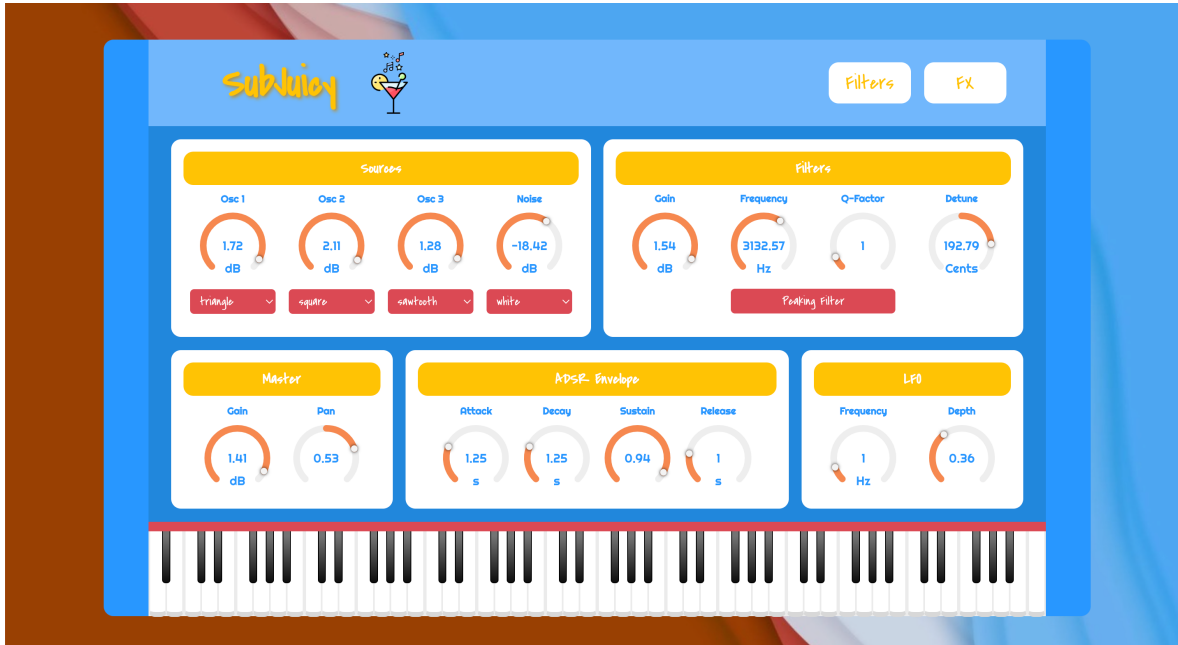 SubJuicy
Filters FX
Sources
Osc 1 Osc 2 Osc 3 Noise
1.72 2.11 1.28 -18.42
dB dB dB dB
triangle square sawtooth white
Filters
Gain Frequency Q-Factor Detune
1.54 3132.57 1 192.79
dB Hz Cents
Peaking Filter
Master
Gain Pan
1.41 0.53
dB
ADSR Envelope
Attack Decay Sustain Release
1.25 1.25 0.94 1
s s s
LFO
Frequency Depth
1 0.36
Hz